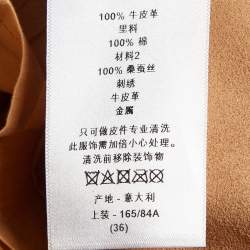 100% 牛皮革
里料
100% 棉
材料2
100% 桑蚕丝
刺绣
牛皮革
金属
只可做皮件专业清洗
此服饰需加倍小心处理。
清洗前移除装饰物
产地 - 意大利
上装 - 165/84A
(36)